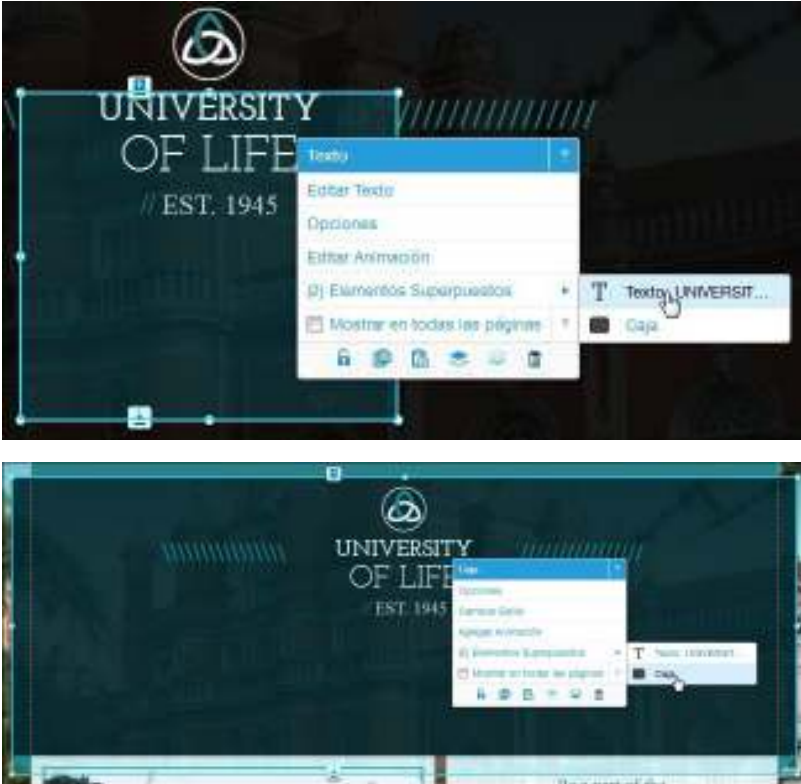 UNIVERSITY
OF LIFE
// EST. 1945
Texto
?
Editar Texto
Opciones
Editar Animación
(2) Elementos Superpuestos
T Texto: UNIVERSIT...
Mostrar en todas las páginas ?
Caja
UNIVERSITY
OF LIFE
EST. 1945
Caja
?
Opciones
Cambiar Estilo
Agregar Animación
(2) Elementos Superpuestos
T Texto: UNIVERSIT...
Mostrar en todas las páginas ?
Caja